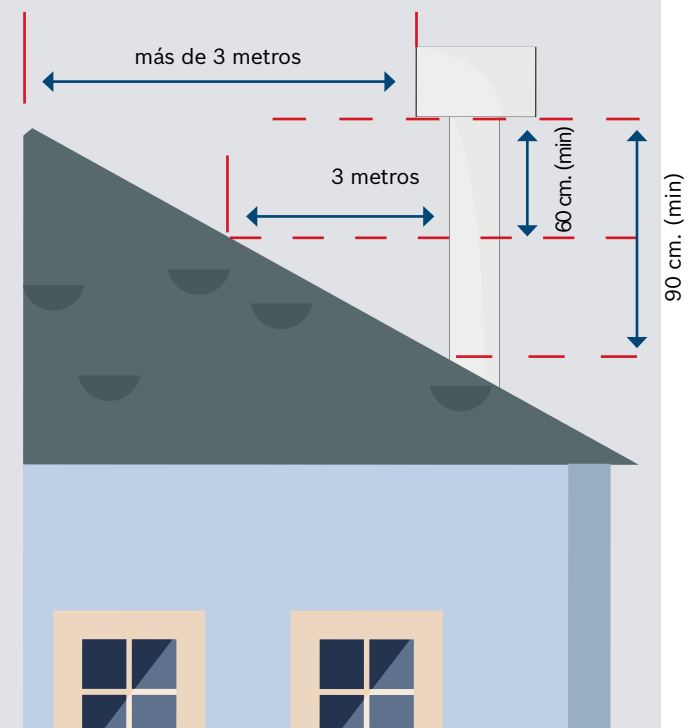 más de 3 metros
3 metros
60 cm. (min)
90 cm. (min)